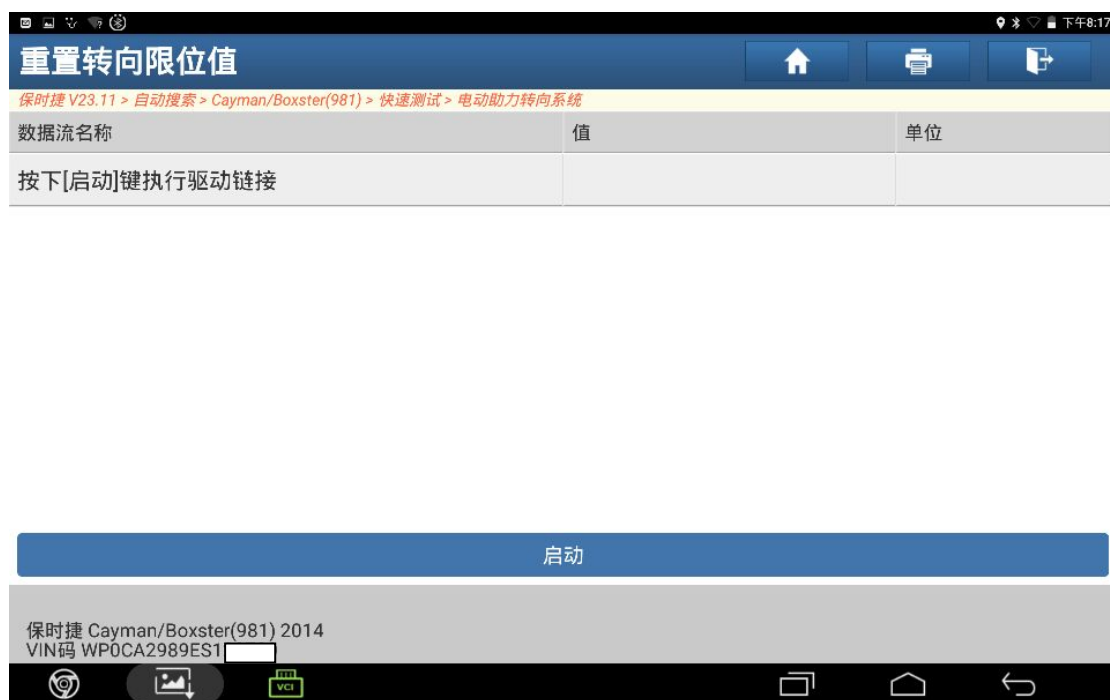 下午8:17
重置转向限位值
保时捷 V23.11 > 自动搜索 > Cayman/Boxster(981) > 快速测试 > 电动助力转向系统
数据流名称 值 单位
按下[启动]键执行驱动链接
启动
保时捷 Cayman/Boxster(981) 2014
VIN码 WP0CA2989ES1
VCI